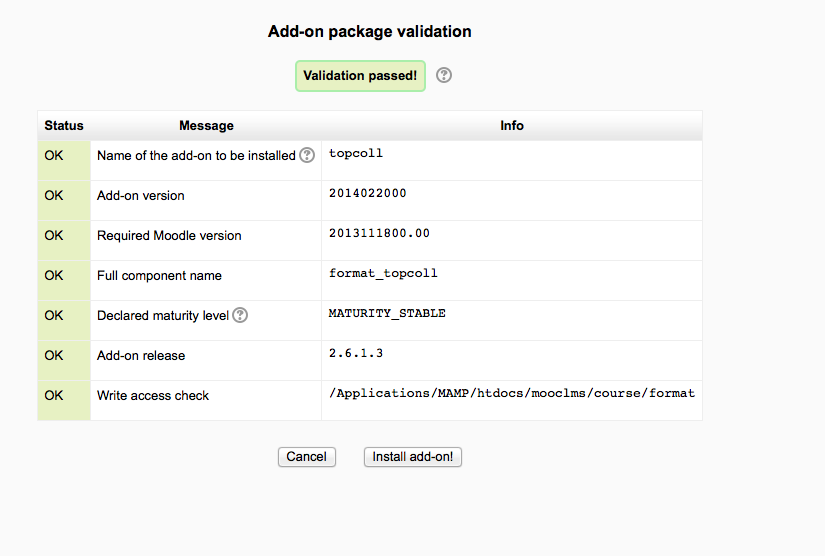 Add-on package validation
Validation passed!
Status Message Info
OK Name of the add-on to be installed topcoll
OK Add-on version 2014022000
OK Required Moodle version 2013111800.00
OK Full component name format_topcoll
OK Declared maturity level MATURITY_STABLE
OK Add-on release 2.6.1.3
OK Write access check /Applications/MAMP/htdocs/mooclms/course/format
Cancel Install add-on!